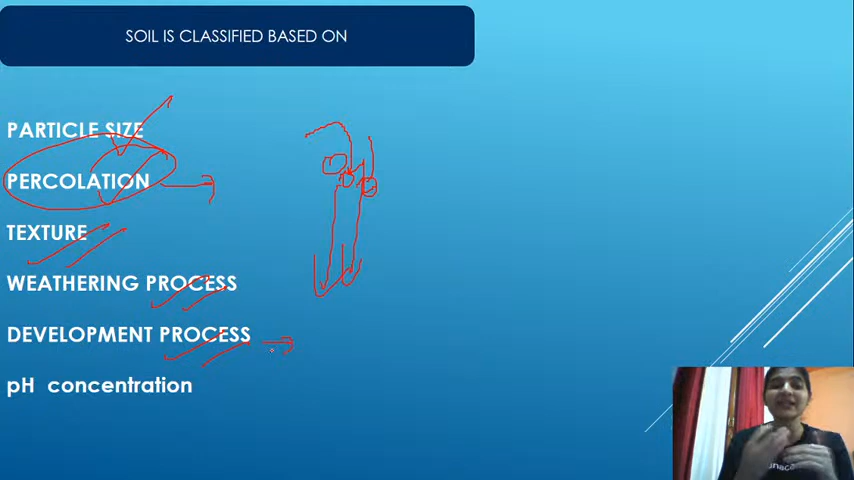 SOIL IS CLASSIFIED BASED ON
PARTICLE SIZE
PERCOLATION
TEXTURE
WEATHERING PROCESS
DEVELOPMENT PROCESS
pH concentration